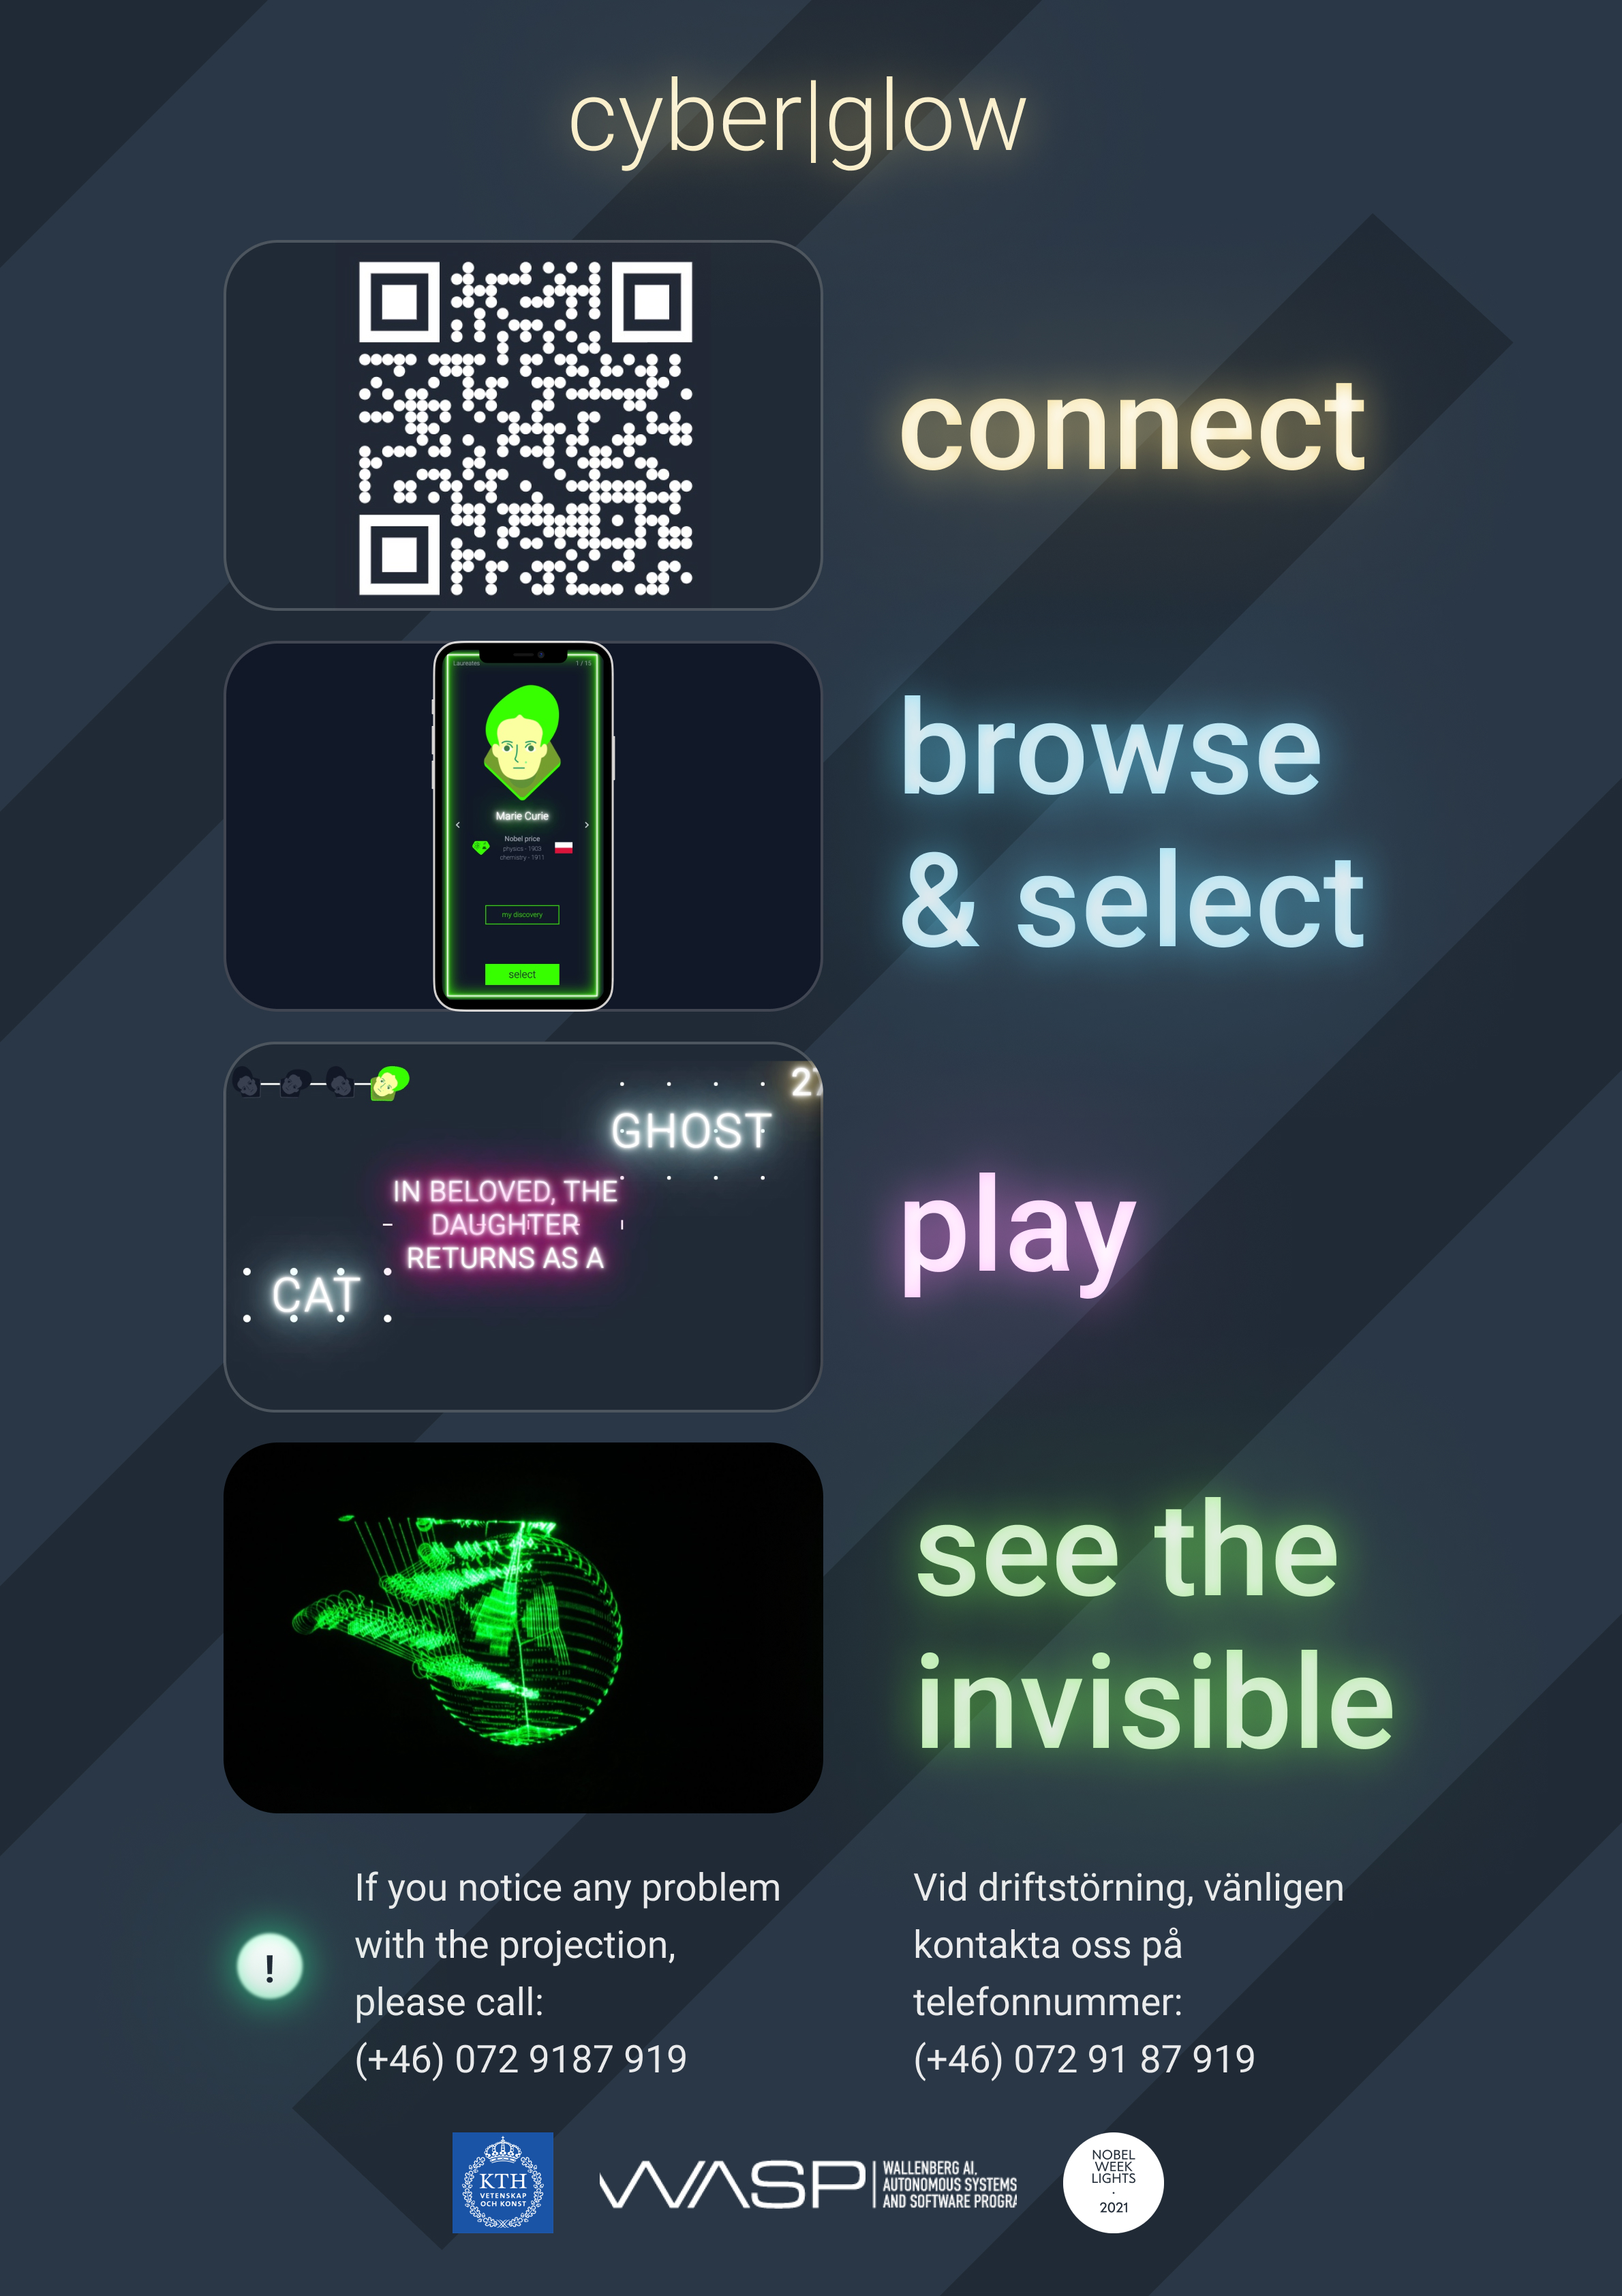 cyber|glow
connect
Laureates
1 / 15
Marie Curie
Nobel price
physics - 1903
chemistry - 1911
my discovery
select
browse
& select
27
GHOST
IN BELOVED, THE
DAUGHTER
RETURNS AS A
CAT
play
see the
invisible
!
If you notice any problem
with the projection,
please call:
(+46) 072 9187 919
Vid driftstörning, vänligen
kontakta oss på
telefonnummer:
(+46) 072 91 87 919
KTH
VETENSKAP
OCH KONST
WASP
WALLENBERG AI,
AUTONOMOUS SYSTEMS
AND SOFTWARE PROGRA
NOBEL
WEEK
LIGHTS
·
2021